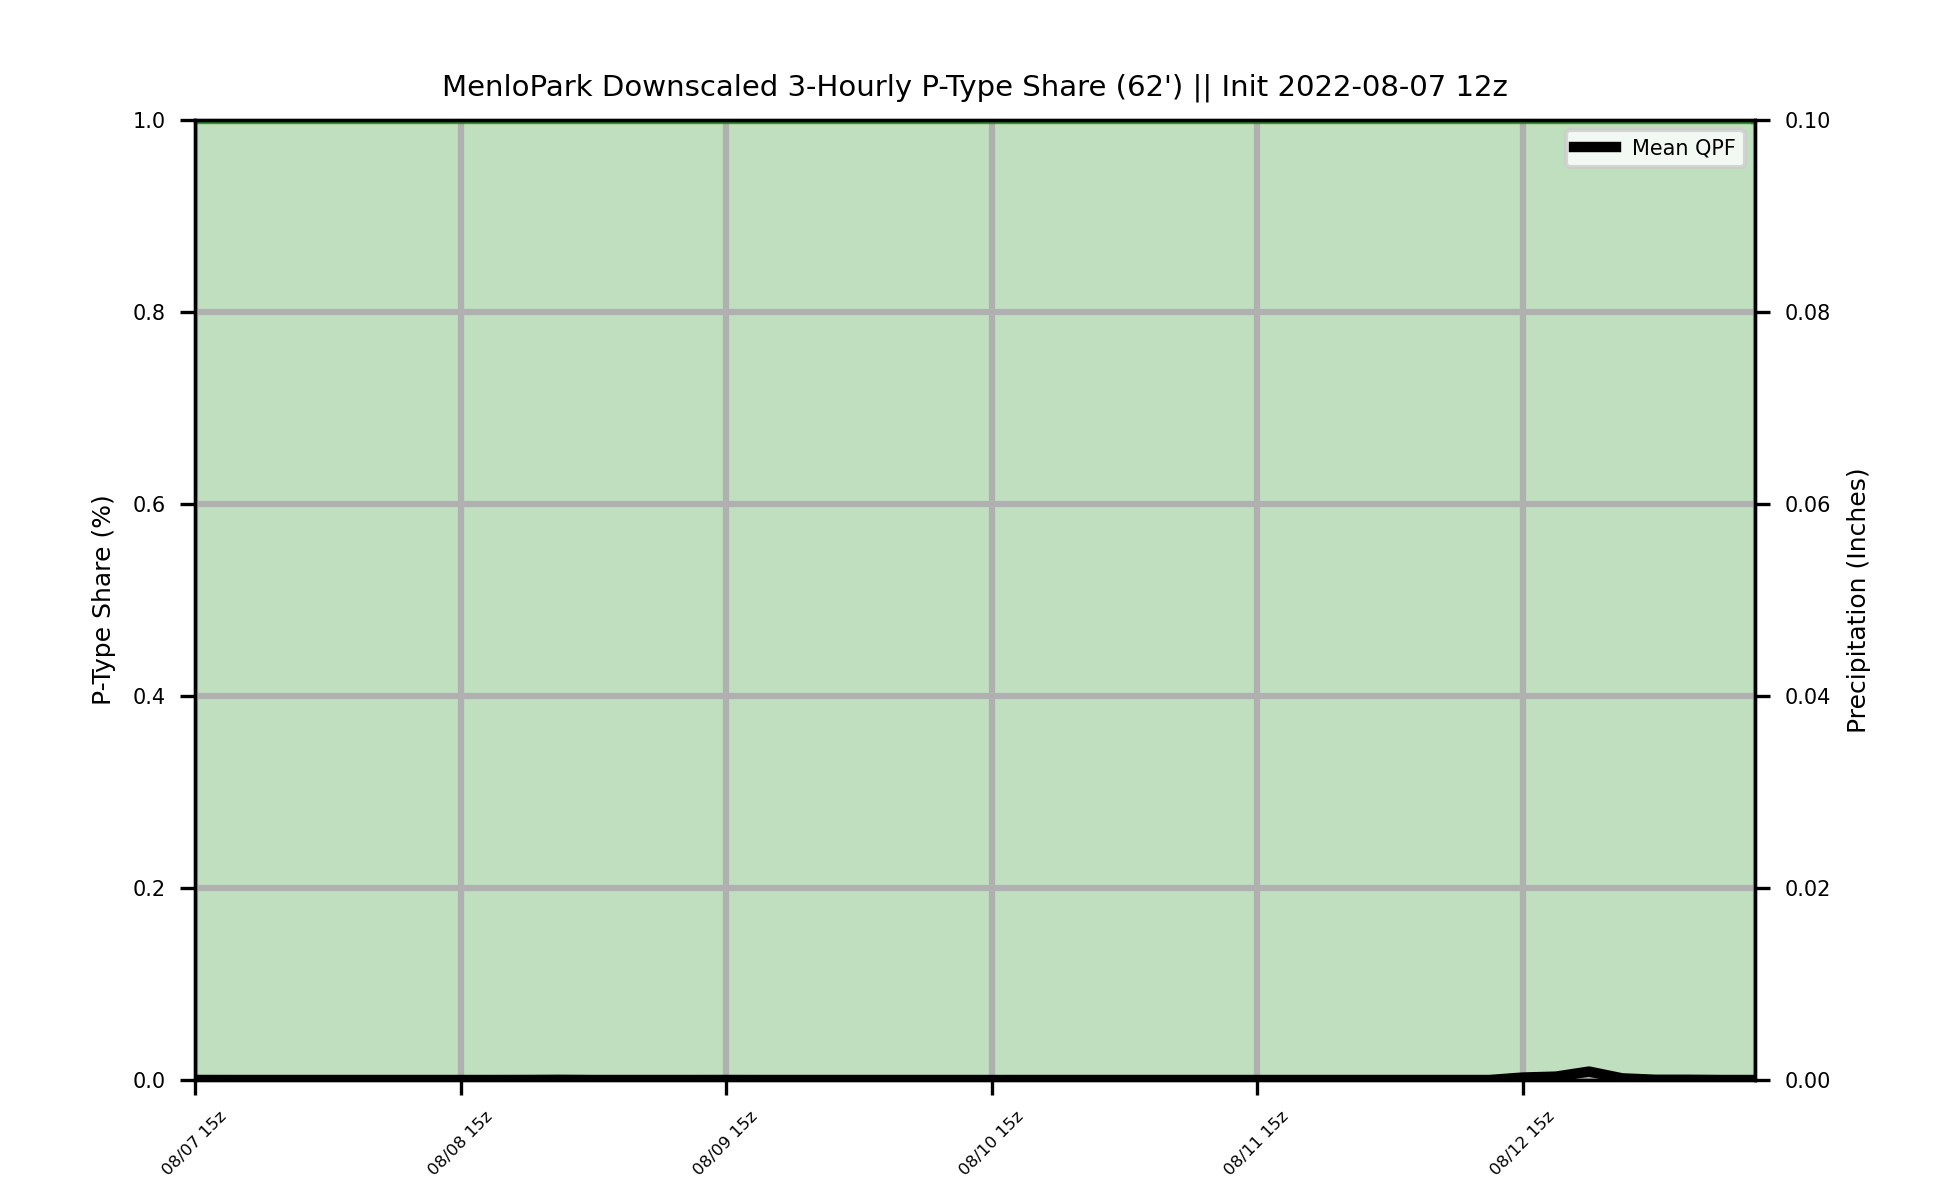 MenloPark Downscaled 3-Hourly P-Type Share (62') || Init 2022-08-07 12z
Mean QPF
P-Type Share (%)
1.0
0.8
0.6
0.4
0.2
0.0
0.10
0.08
0.06
0.04
0.02
0.00
Precipitation (Inches)
08/07 15z
08/08 15z
08/09 15z
08/10 15z
08/11 15z
08/12 15z